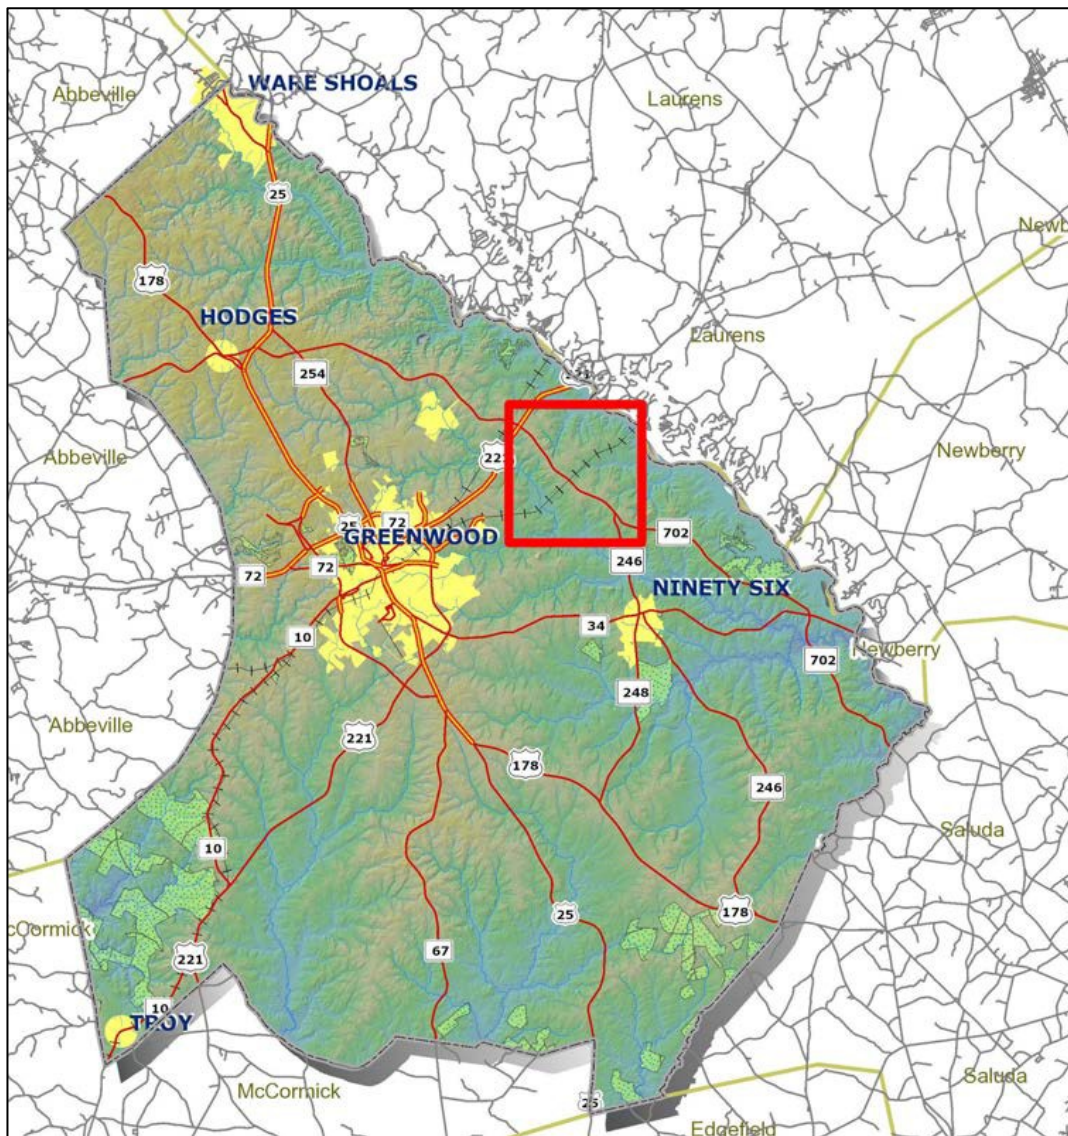 WARE SHOALS
Abbeville
Laurens
25
Newb
178
HODGES
Laurens
254
221
Abbeville
221
Newberry
25
72
GREENWOOD
702
72
72
246
NINETY SIX
34
10
Newberry
702
248
Abbeville
221
178
246
Saluda
10
178
25
cCormick
67
221
10
TROY
Saluda
McCormick
25
Edgefield